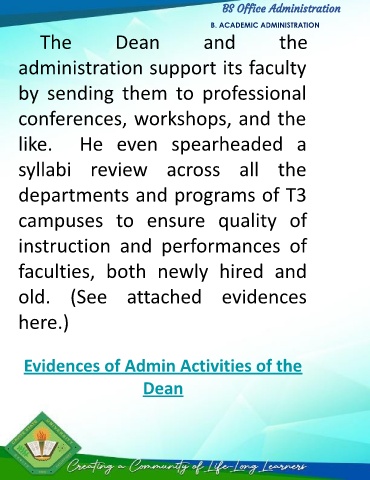 BS Office Administration
B. ACADEMIC ADMINISTRATION
The Dean and the
administration support its faculty
by sending them to professional
conferences, workshops, and the
like. He even spearheaded a
syllabi review across all the
departments and programs of T3
campuses to ensure quality of
instruction and performances of
faculties, both newly hired and
old. (See attached evidences
here.)
Evidences of Admin Activities of the
Dean
Creating a Community of Life-Long Learners